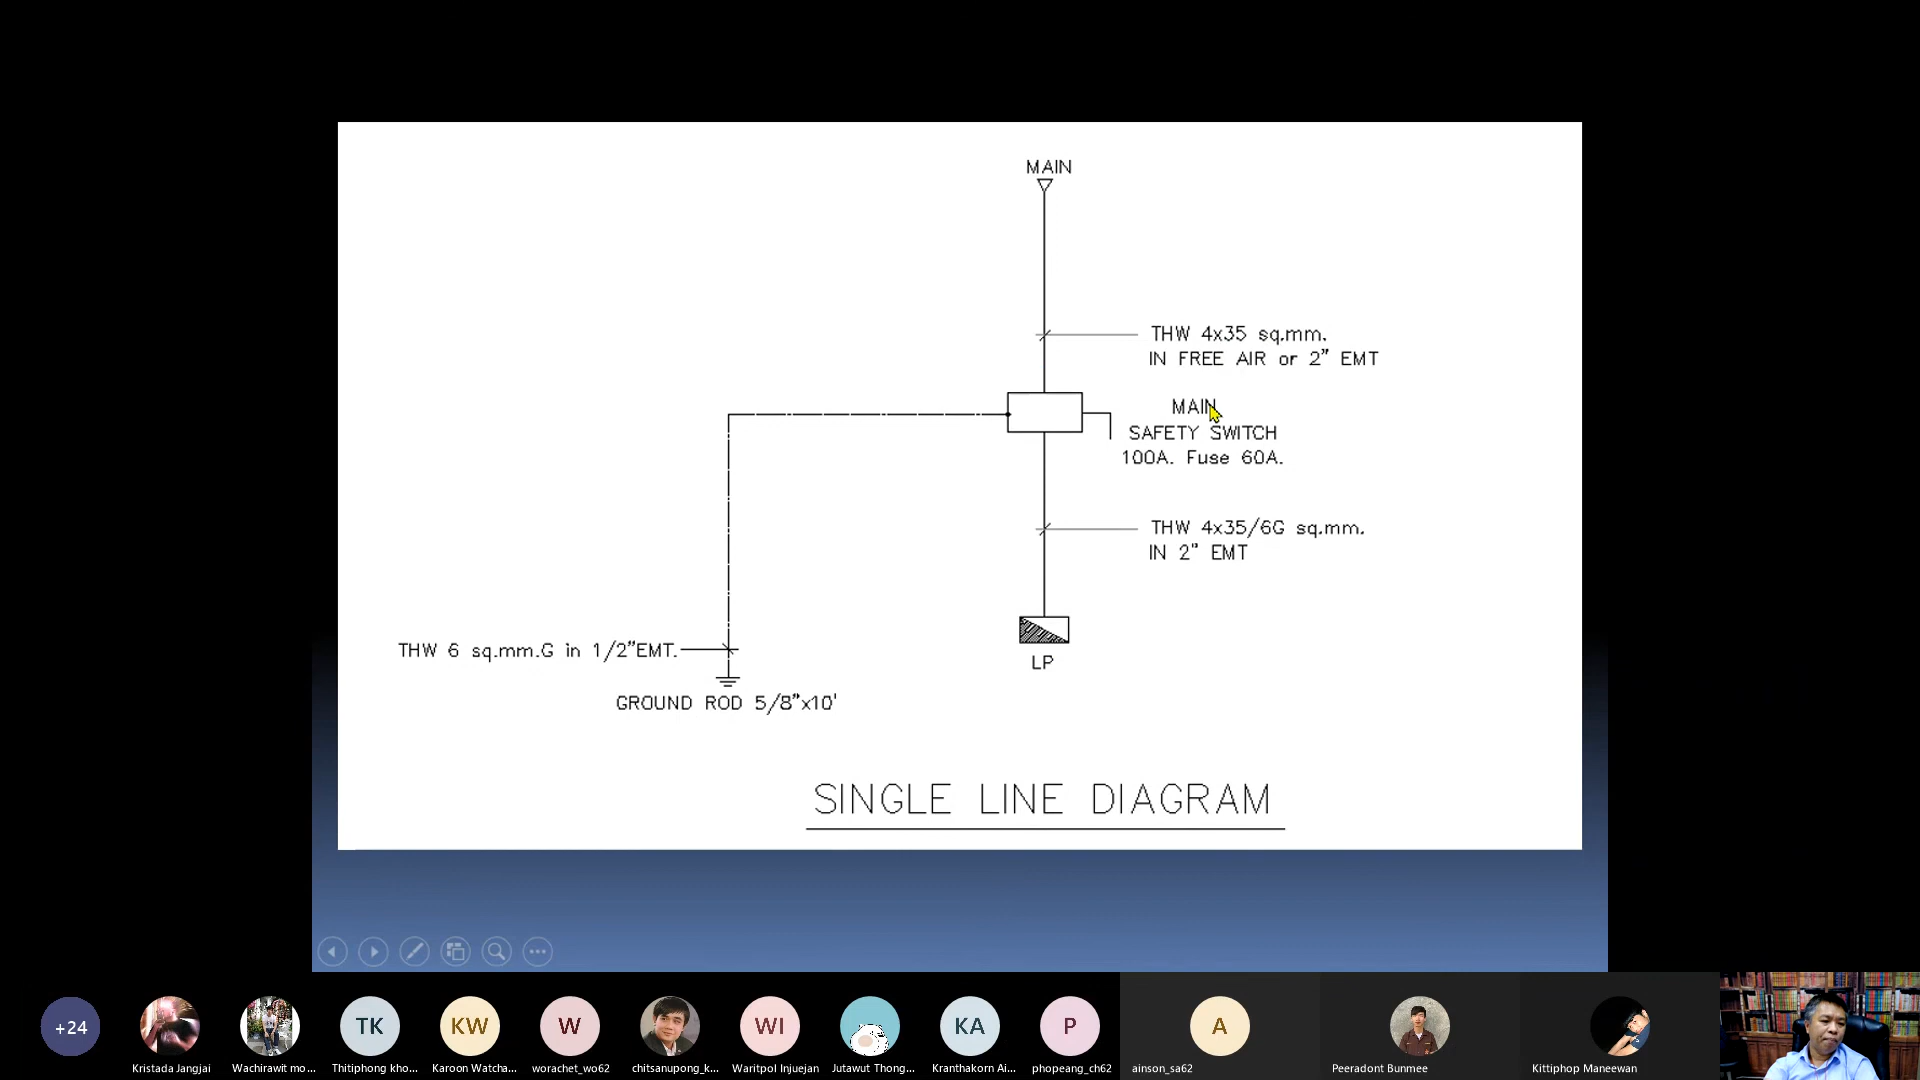 MAIN
THW 4x35 sq.mm.
IN FREE AIR or 2" EMT
MAIN
SAFETY SWITCH
100A. Fuse 60A.
THW 4x35/6G sq.mm.
IN 2" EMT
LP
THW 6 sq.mm.G in 1/2"EMT.
GROUND ROD 5/8"x10'
SINGLE LINE DIAGRAM
+24
TK
KW
W
WI
KA
P
A
Kristada Jangjai
Wachirawit mo...
Thitiphong kho...
Karoon Watcha...
worachet_wo62
chitsanupong_k...
Waritpol Injuejan
Jutawut Thong...
Kranthakorn Ai...
phopeang_ch62
ainson_sa62
Peeradont Bunmee
Kittiphop Maneewan